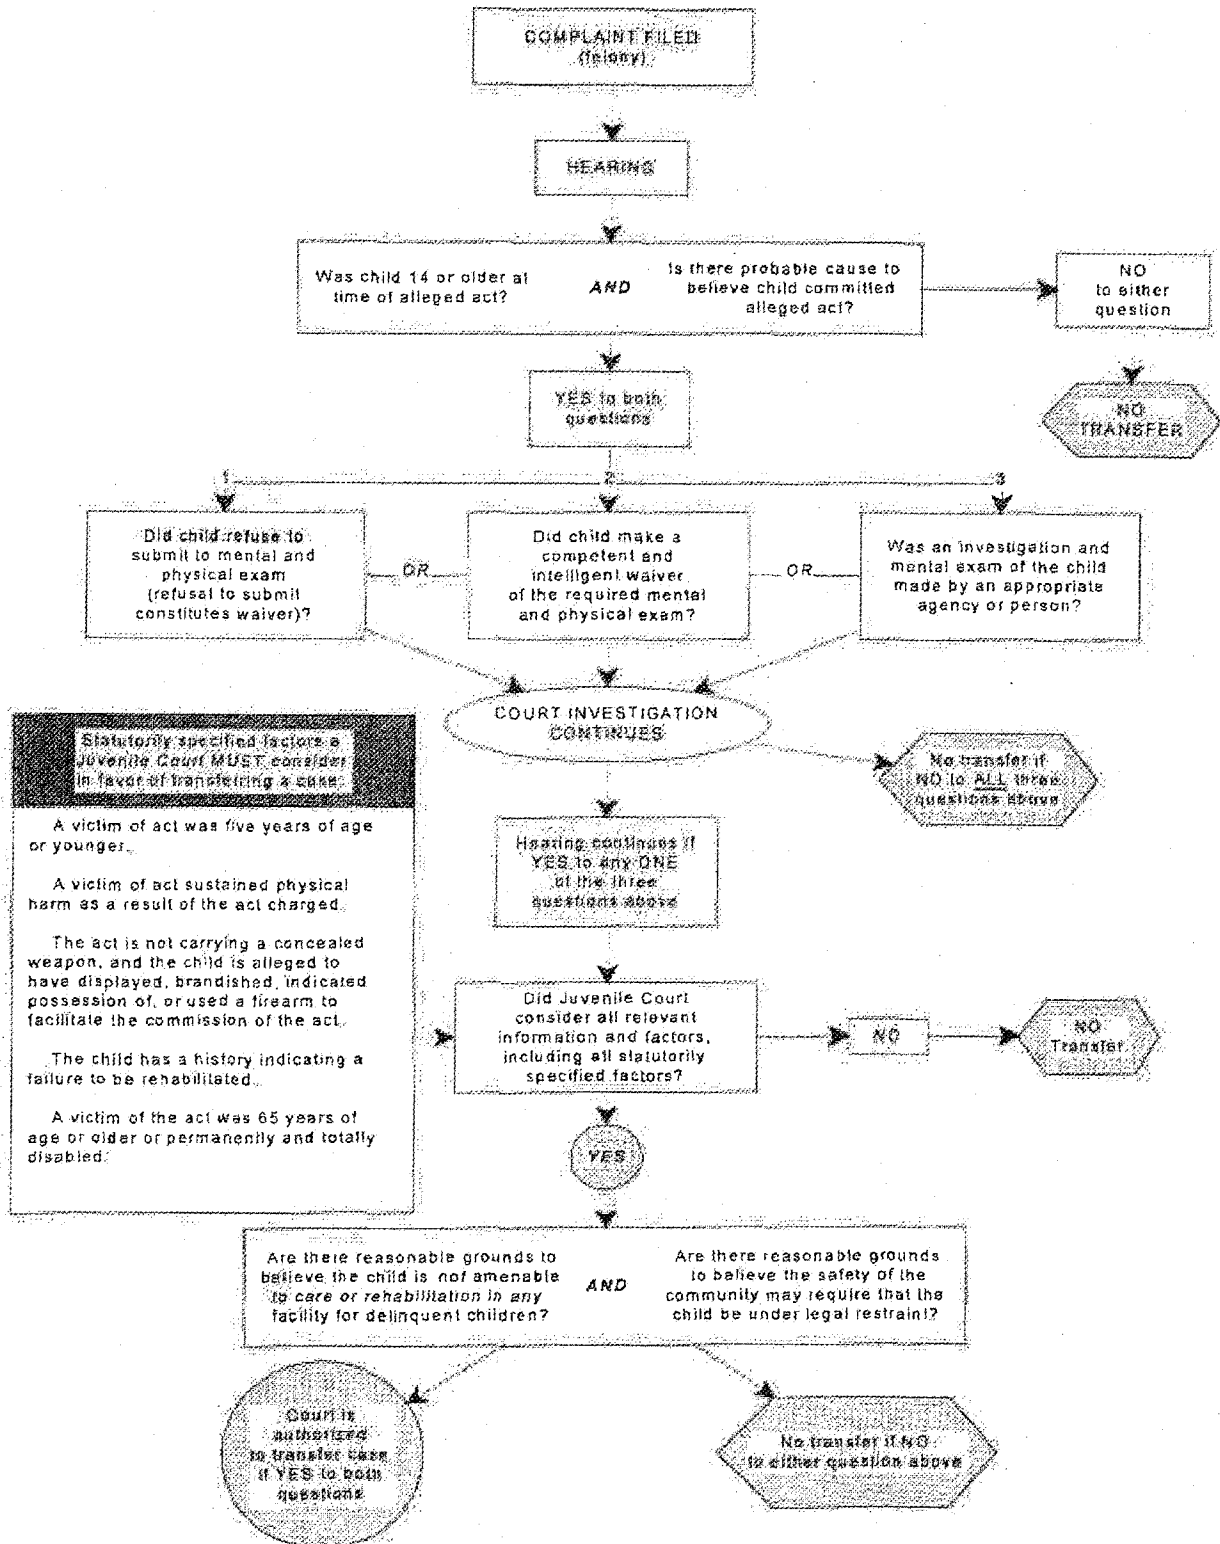 COMPLAINT FILED
(felony)
HEARING
Was child 14 or older at
time of alleged act?
AND
Is there probable cause to
believe child committed
alleged act?
NO
to either
question
YES to both
questions
NO
TRANSFER
1
2
3
Did child refuse to
submit to mental and
physical exam
(refusal to submit
constitutes waiver)?
OR
Did child make a
competent and
intelligent waiver
of the required mental
and physical exam?
OR
Was an investigation and
mental exam of the child
made by an appropriate
agency or person?
COURT INVESTIGATION
CONTINUES
No transfer if
NO to ALL three
questions above
Statutorily specified factors a
Juvenile Court MUST consider
in favor of transferring a case:
A victim of act was five years of age
or younger.
A victim of act sustained physical
harm as a result of the act charged.
The act is not carrying a concealed
weapon, and the child is alleged to
have displayed, brandished, indicated
possession of, or used a firearm to
facilitate the commission of the act.
The child has a history indicating a
failure to be rehabilitated.
A victim of the act was 65 years of
age or older or permanently and totally
disabled.
Hearing continues if
YES to any ONE
of the three
questions above
Did Juvenile Court
consider all relevant
information and factors,
including all statutorily
specified factors?
NO
NO
Transfer
YES
Are there reasonable grounds to
believe the child is not amenable
to care or rehabilitation in any
facility for delinquent children?
AND
Are there reasonable grounds
to believe the safety of the
community may require that the
child be under legal restraint?
Court is
authorized
to transfer case
if YES to both
questions
No transfer if NO
to either question above